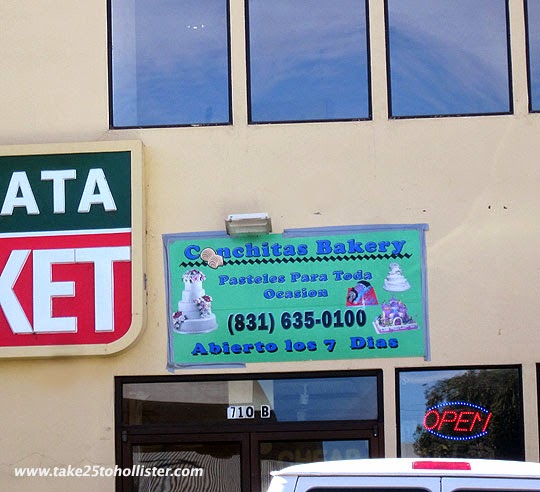 ATA
KET
Conchitas Bakery
Pasteles Para Toda
Ocasion
(831) 635-0100
Abierto los 7 Dias
710 B
OPEN
www.take25tohollister.com